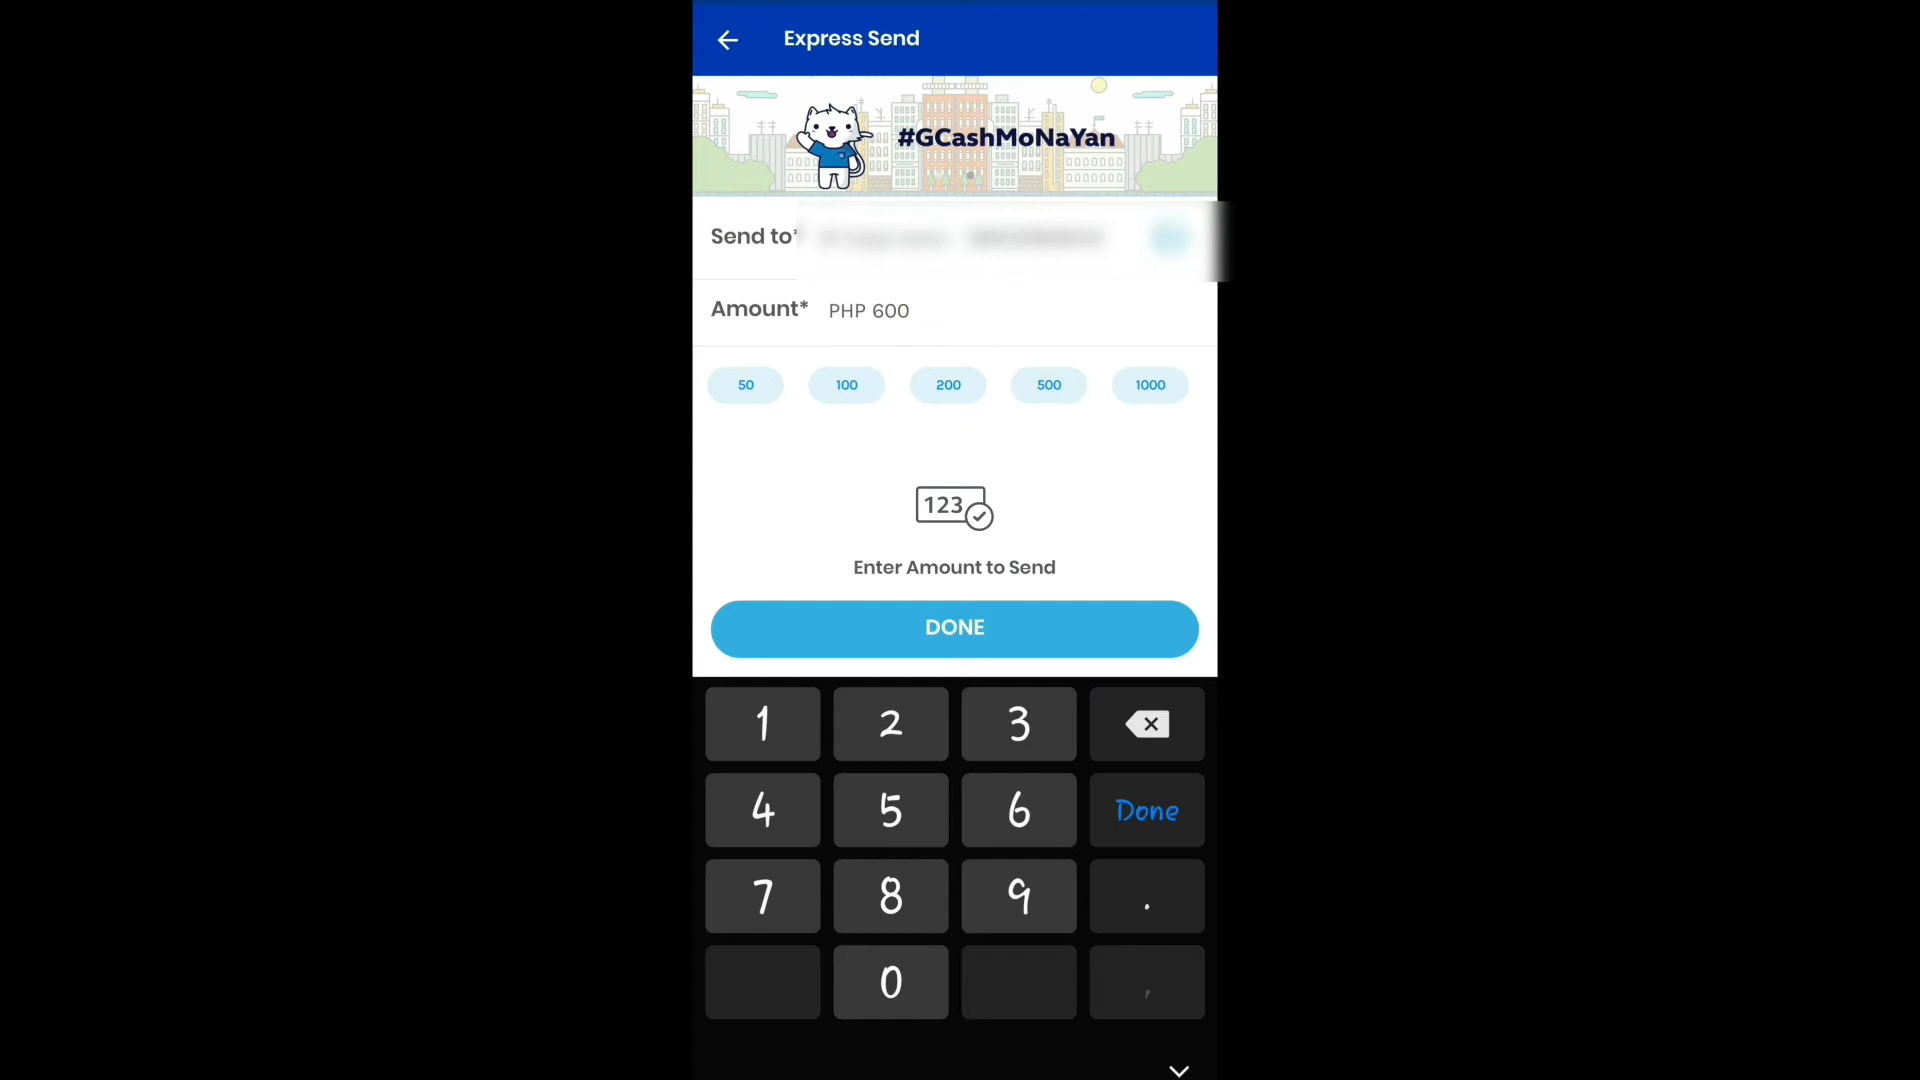 Express Send
#GCashMoNaYan
Send to*
Amount* PHP 600
50 100 200 500 1000
123
Enter Amount to Send
DONE
1 2 3
4 5 6 Done
7 8 9 .
0 ,